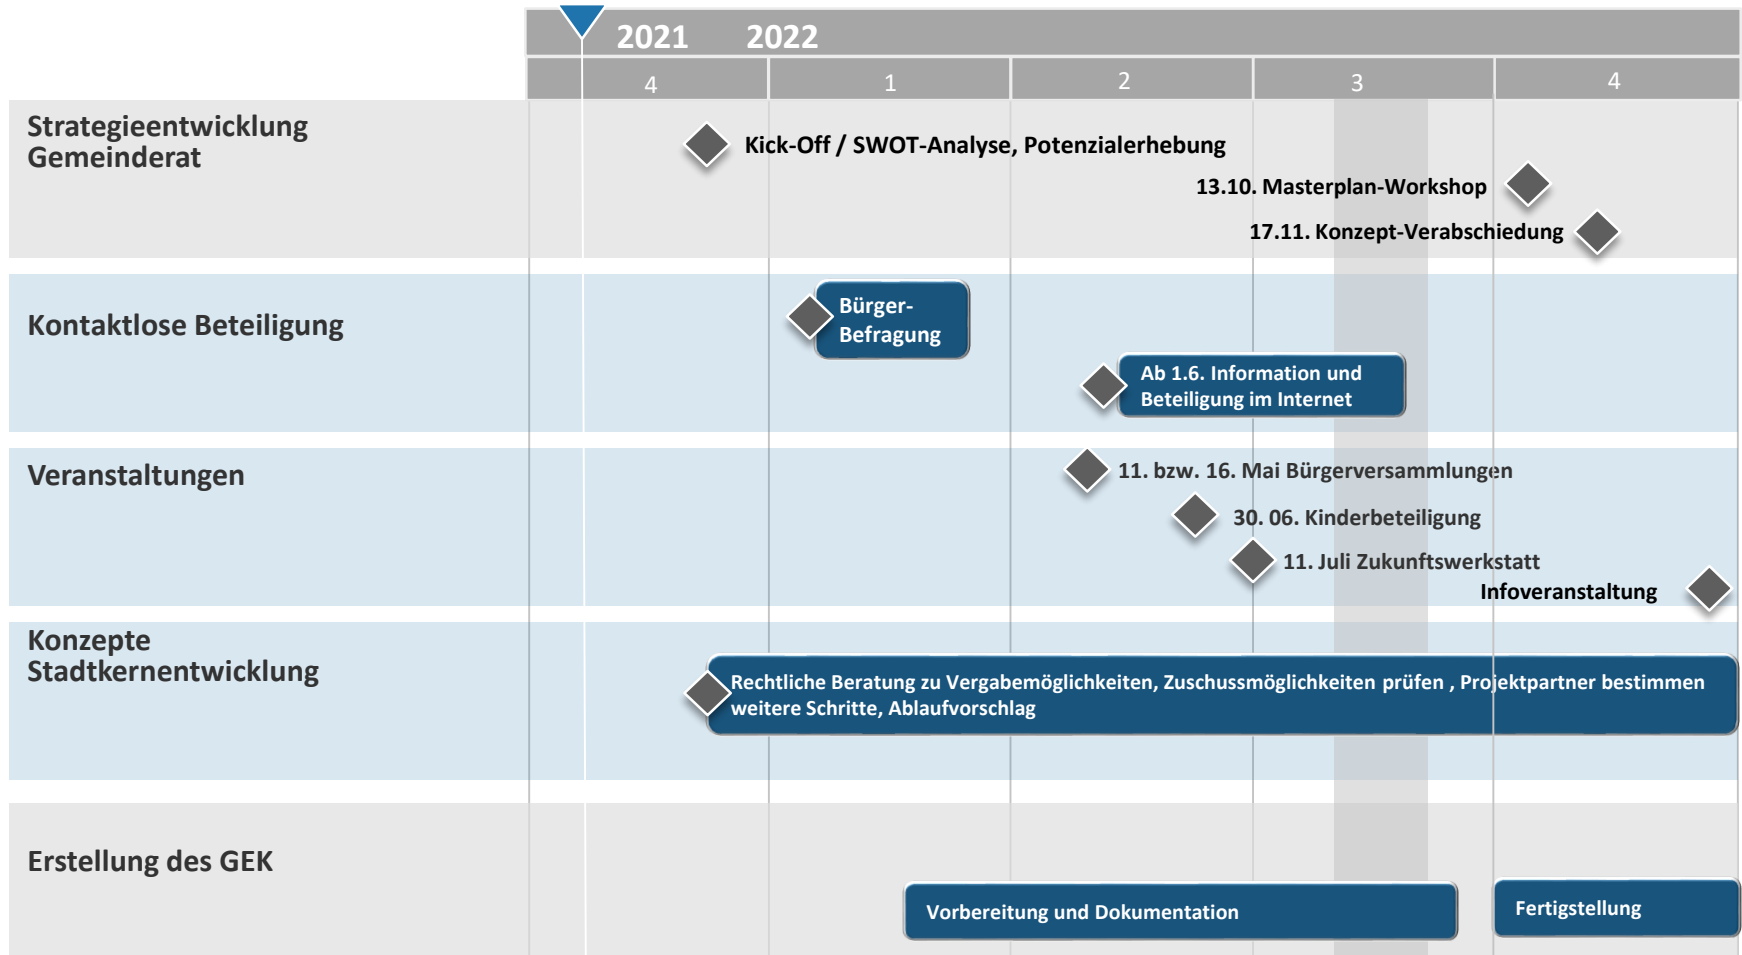 2021 2022
4 1 2 3 4
Strategieentwicklung
Gemeinderat
Kick-Off / SWOT-Analyse, Potenzialerhebung
13.10. Masterplan-Workshop
17.11. Konzept-Verabschiedung
Kontaktlose Beteiligung
Bürger-
Befragung
Ab 1.6. Information und
Beteiligung im Internet
Veranstaltungen
11. bzw. 16. Mai Bürgerversammlungen
30. 06. Kinderbeteiligung
11. Juli Zukunftswerkstatt
Infoveranstaltung
Konzepte
Stadtkernentwicklung
Rechtliche Beratung zu Vergabemöglichkeiten, Zuschussmöglichkeiten prüfen , Projektpartner bestimmen
weitere Schritte, Ablaufvorschlag
Erstellung des GEK
Vorbereitung und Dokumentation
Fertigstellung